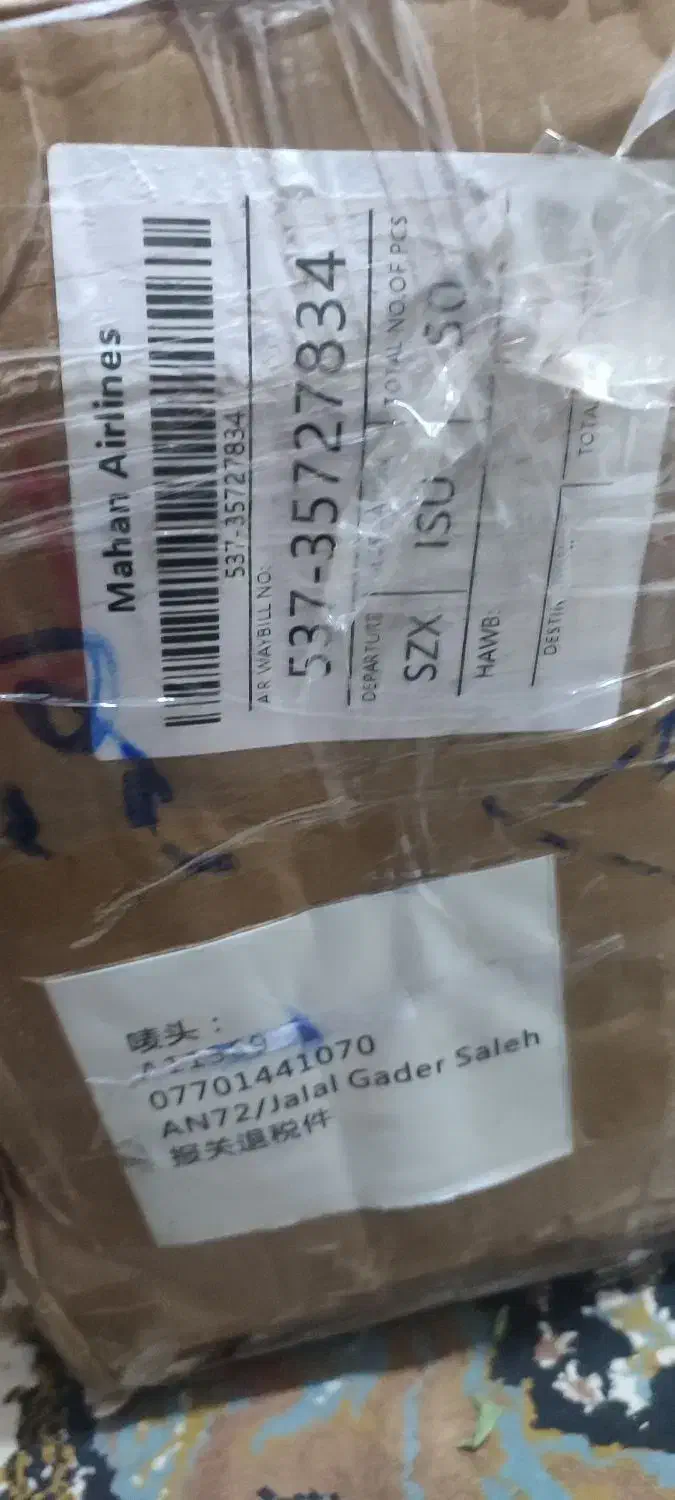 Mahan Airlines
537-35727834
AIR WAYBILL NO:
537-35727834
DEPARTURE
TOTAL NO.OF PCS
SZX ISU 50
HAWB:
唛头：
07701441070
AN72/Jalal Gader Saleh
报关退税件